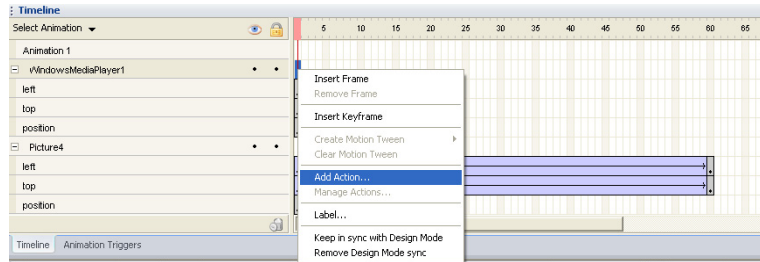 Timeline
Select Animation
5 10 15 20 25 30 35 40 45 50 55 60 65
Animation 1
WindowsMediaPlayer1
left
top
position
Picture4
left
top
position
Insert Frame
Remove Frame
Insert Keyframe
Create Motion Tween
Clear Motion Tween
Add Action...
Manage Actions...
Label...
Keep in sync with Design Mode
Remove Design Mode sync
Timeline Animation Triggers